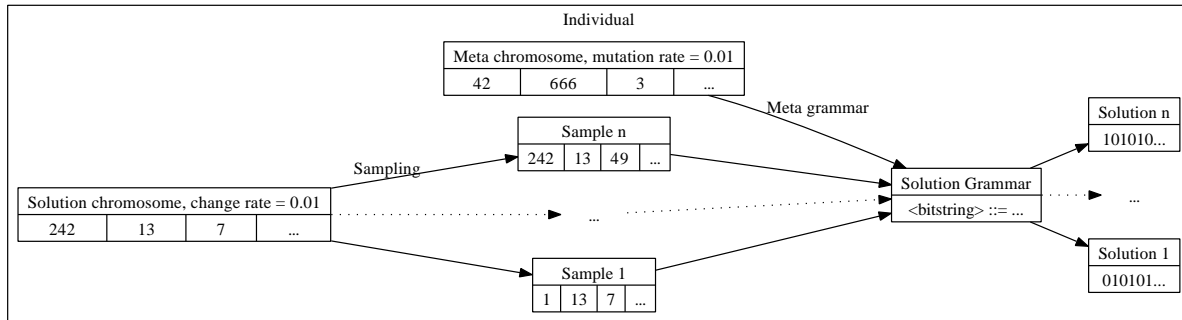 Individual
Meta chromosome, mutation rate = 0.01
42 666 3 ...
Meta grammar
Solution n
101010...
Sample n
242 13 49 ...
Sampling
Solution Grammar
<bitstring> ::= ...
Solution chromosome, change rate = 0.01
242 13 7 ...
...
...
Sample 1
1 13 7 ...
Solution 1
010101...